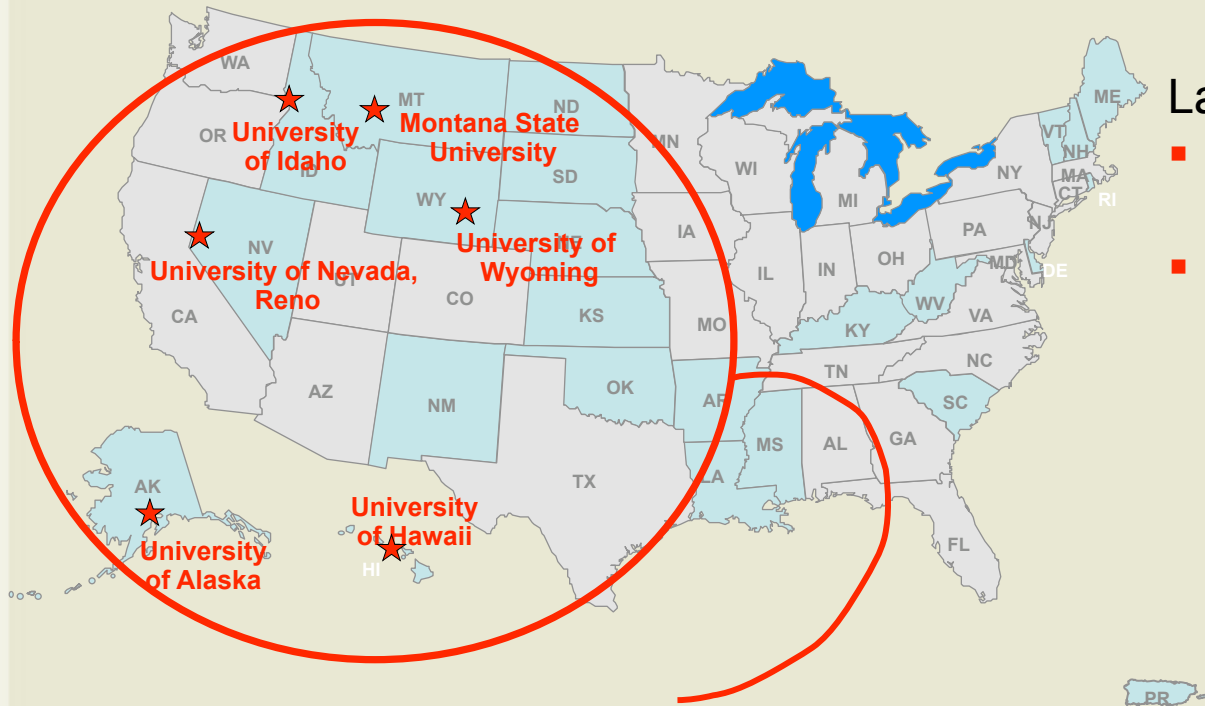 WA
MT
ND
ME
La
OR
University
of Idaho
Montana State
University
MN
VT
NH
ID
SD
WI
NY
MA
CT
RI
WY
MI
IA
PA
NJ
NV
University of
Wyoming
NE
University of Nevada,
Reno
UT
CO
IL
IN
OH
MD
DE
WV
CA
KS
MO
KY
VA
NC
TN
AZ
NM
OK
AR
SC
MS
AL
GA
TX
LA
AK
University
of Hawaii
HI
University
of Alaska
FL
PR